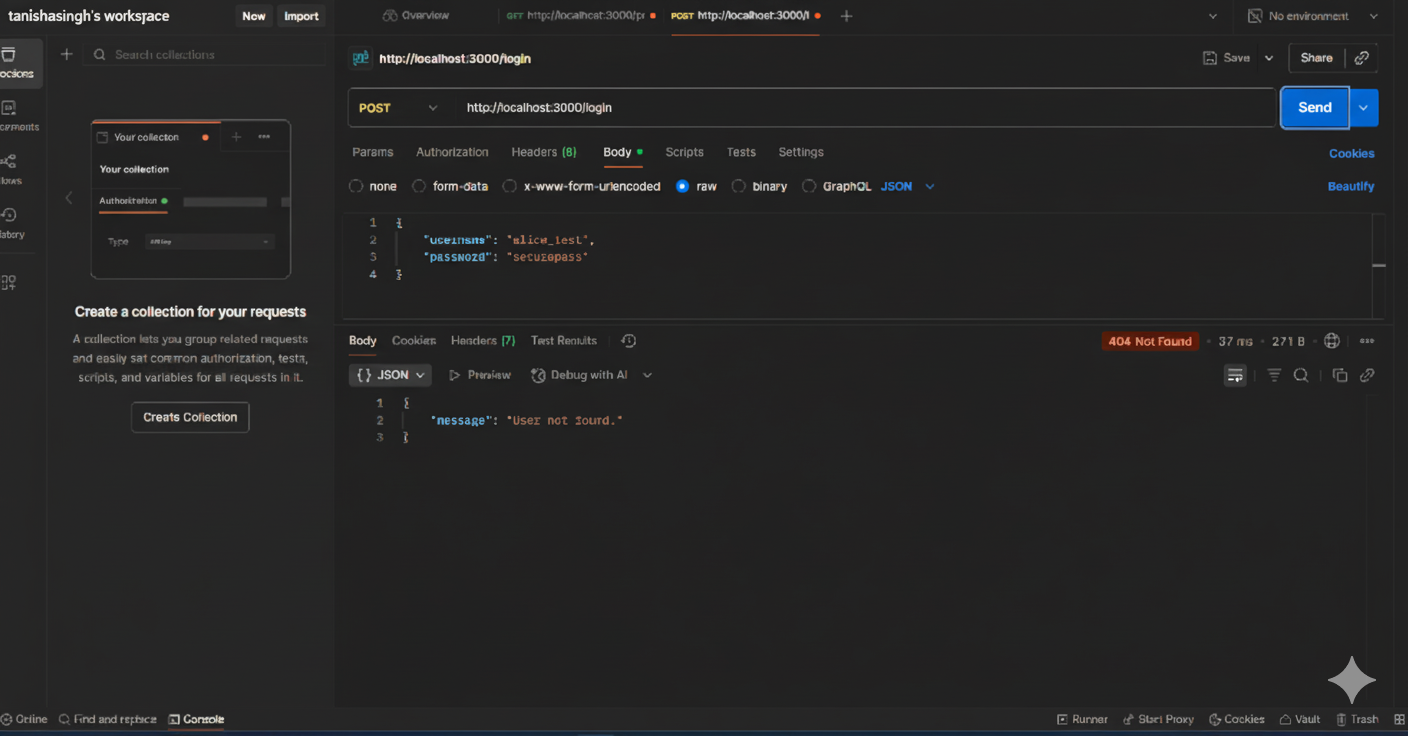 tanishasingh's workspace
New Import
Overview
GET http://localhost:3000/pr
POST http://localhost:3000/l
No environment
Search collections
http://localhost:3000/login
Save
Share
POST
http://localhost:3000/login
Send
Params Authorization Headers (8) Body Scripts Tests Settings
Cookies
none form-data x-www-form-urlencoded raw binary GraphQL JSON
Beautify
1 {
2 "username": "alice_test",
3 "password": "securepass"
4 }
Your collection
Your collection
Authorization
Type
Create a collection for your requests
A collection lets you group related requests
and easily set common authorization, tests,
scripts, and variables for all requests in it.
Create Collection
Body Cookies Headers (7) Test Results
404 Not Found • 37 ms • 271 B
{ } JSON Preview Debug with AI
1 {
2 "message": "User not found."
3 }
Online Find and replace Console
Runner Start Proxy Cookies Vault Trash